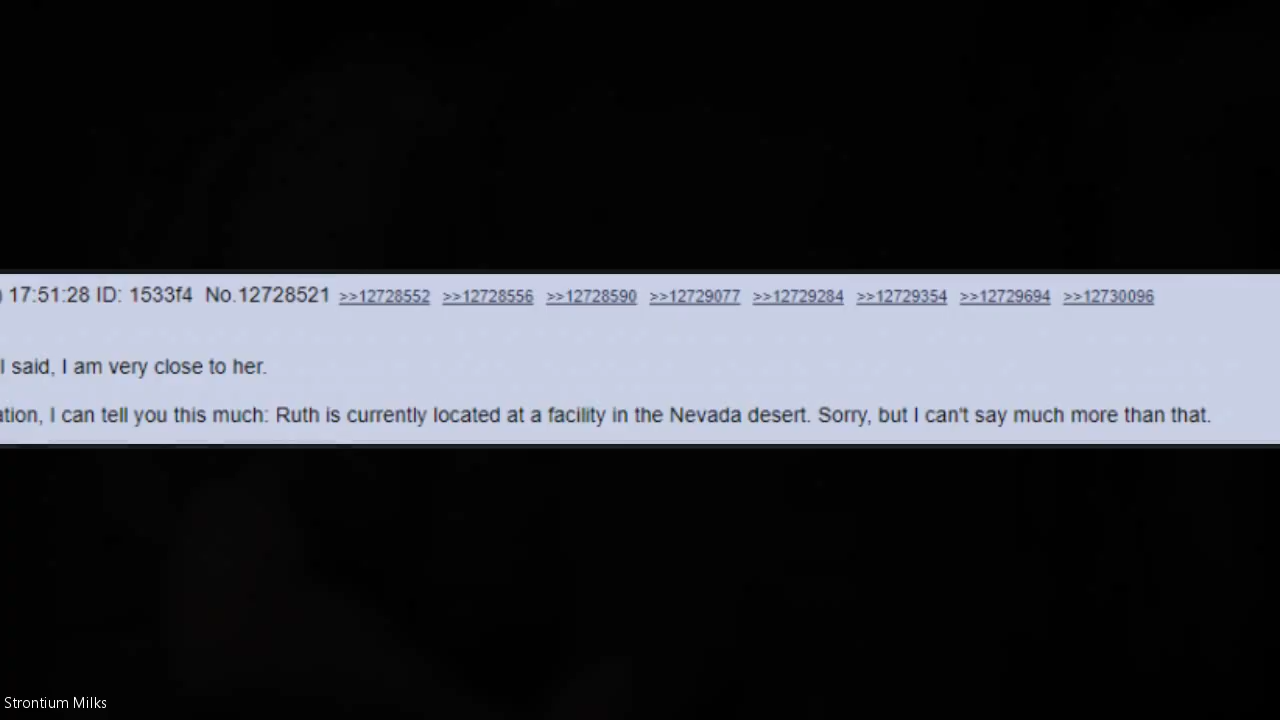 ) 17:51:28 ID: 1533f4 No.12728521 >>12728552 >>12728556 >>12728590 >>12729077 >>12729284 >>12729354 >>12729694 >>12730096
I said, I am very close to her.
ation, I can tell you this much: Ruth is currently located at a facility in the Nevada desert. Sorry, but I can't say much more than that.
Strontium Milks